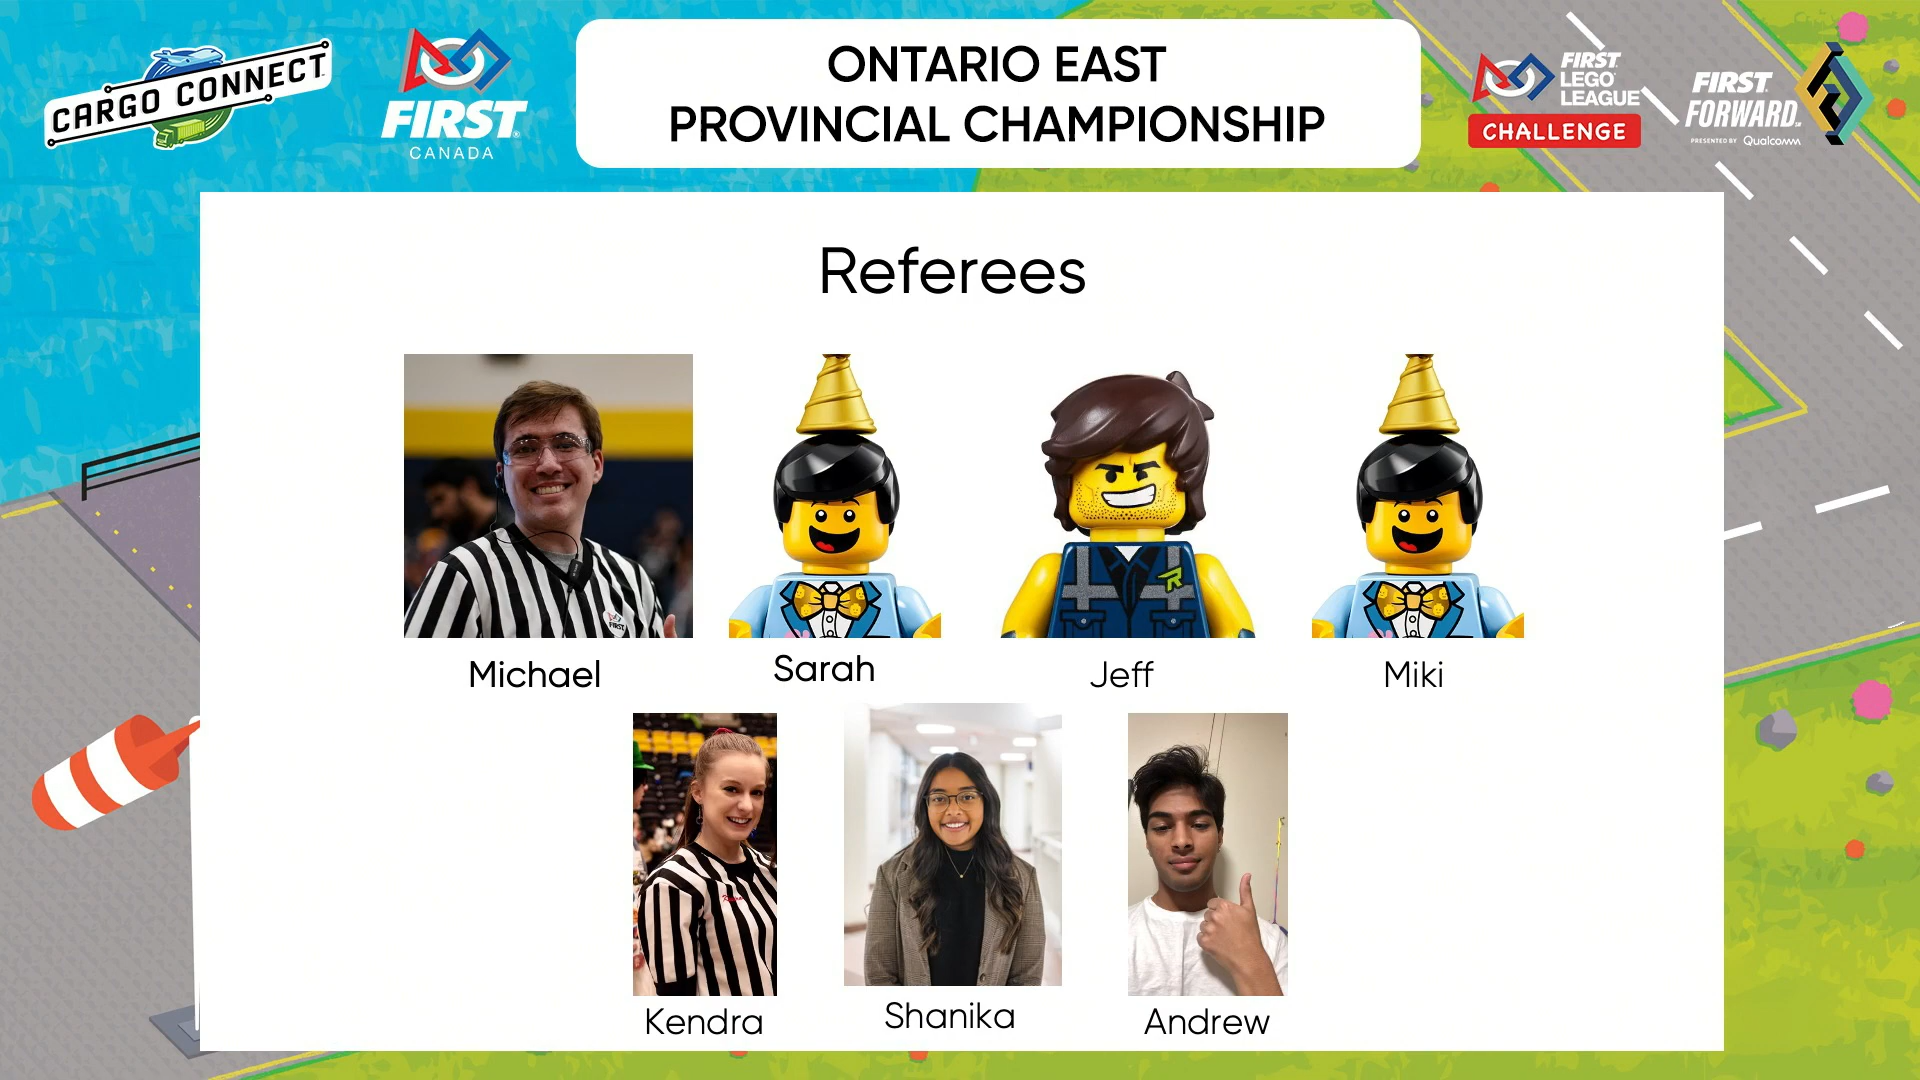 CARGO CONNECT
FIRST
CANADA
ONTARIO EAST
PROVINCIAL CHAMPIONSHIP
FIRST
LEGO
LEAGUE
CHALLENGE
FIRST
FORWARD
PRESENTED BY Qualcomm
Referees
FIRST
Michael
Sarah
Jeff
Miki
Kendra
Shanika
Andrew